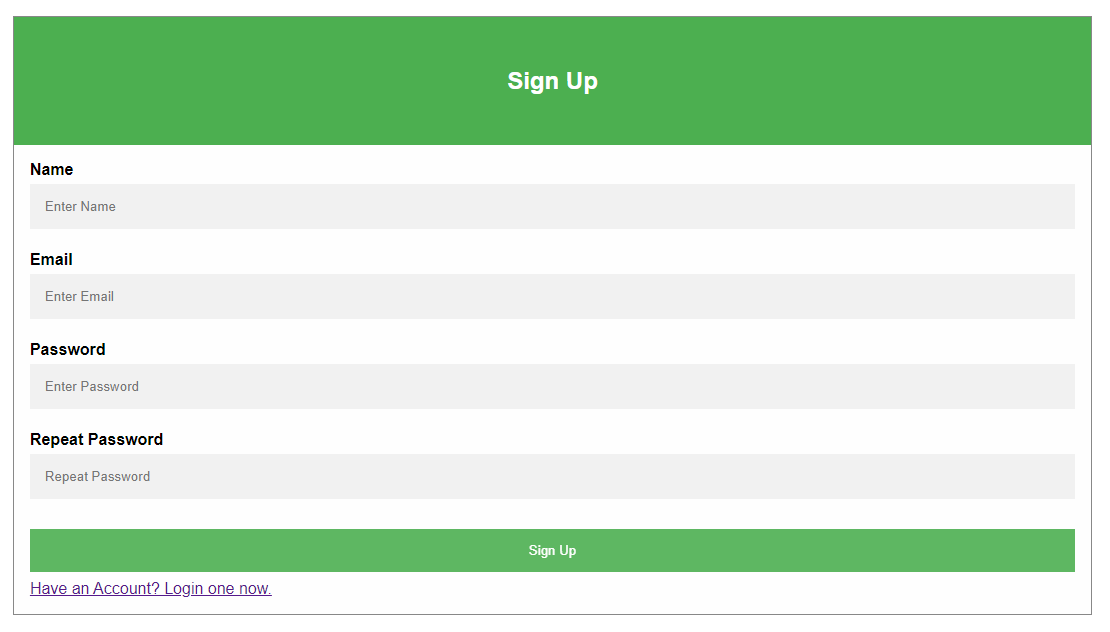 Sign Up
Name
Enter Name
Email
Enter Email
Password
Enter Password
Repeat Password
Repeat Password
Sign Up
Have an Account? Login one now.